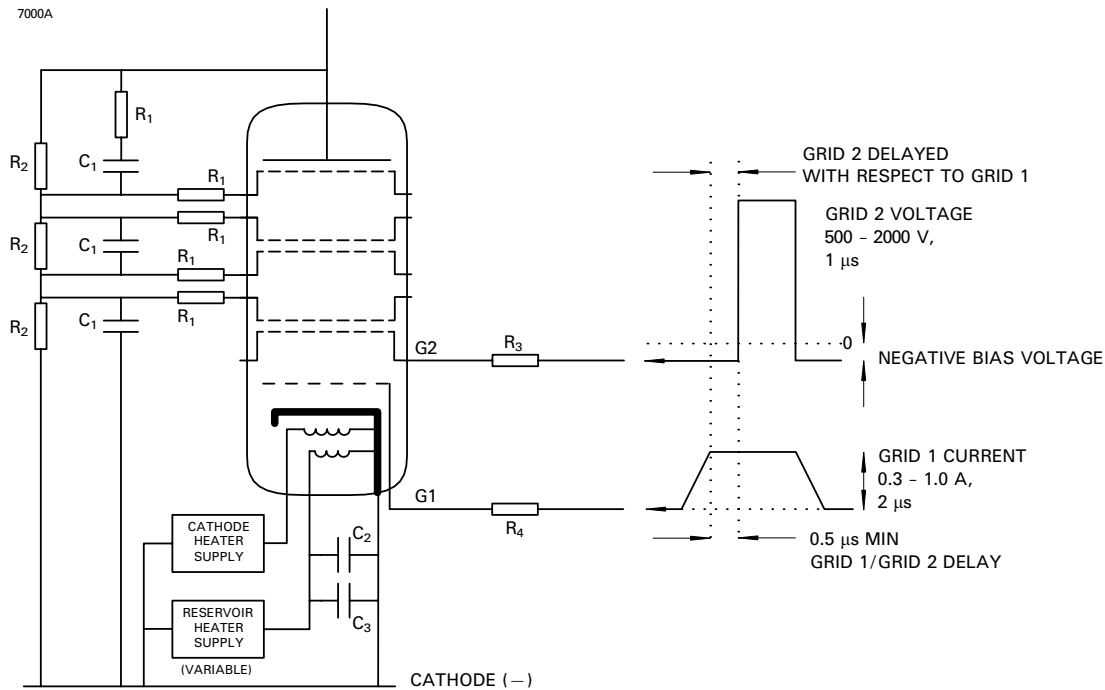 7000A
R1
R2
C1
R1
R1
R2
C1
R1
R2
C1
R1
G2
R3
G1
R4
CATHODE
HEATER
SUPPLY
C2
RESERVOIR
HEATER
SUPPLY
(VARIABLE)
C3
CATHODE (—)
GRID 2 DELAYED
WITH RESPECT TO GRID 1
GRID 2 VOLTAGE
500 – 2000 V,
1 μs
0
NEGATIVE BIAS VOLTAGE
GRID 1 CURRENT
0.3 – 1.0 A,
2 μs
0.5 μs MIN
GRID 1/GRID 2 DELAY